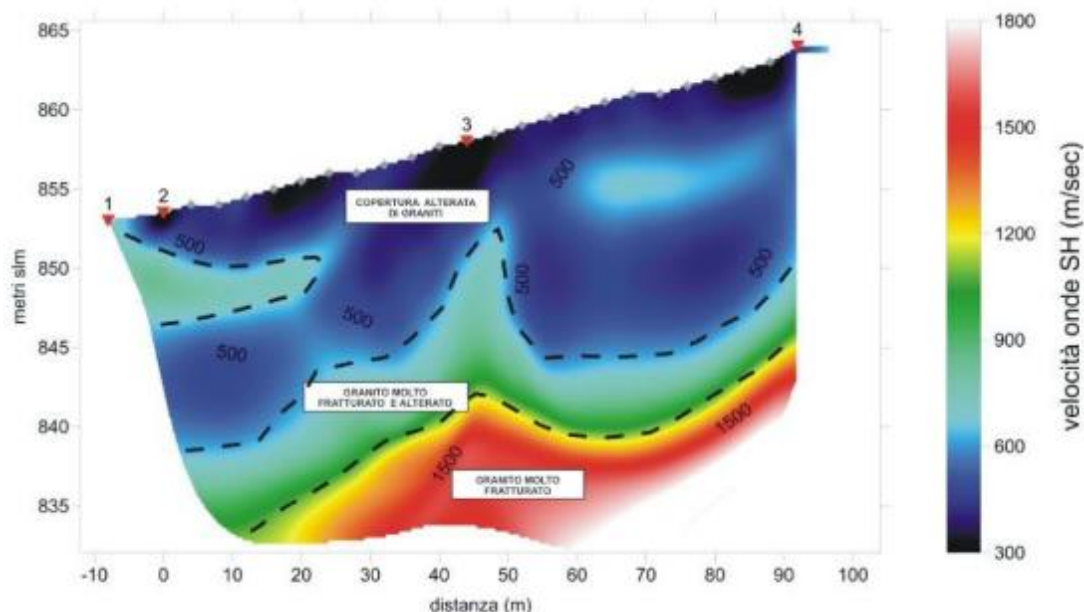 865
860
855
850
845
840
835
metri slm
-10 0 10 20 30 40 50 60 70 80 90 100
distanza (m)
1
2
3
4
COPERTURA ALTERATA
DI GRANITI
GRANITO MOLTO
FRATTURATO E ALTERATO
GRANITO MOLTO
FRATTURATO
500
500
500
500
500
500
1500
1500
1800
1500
1200
900
600
300
velocità onde SH (m/sec)